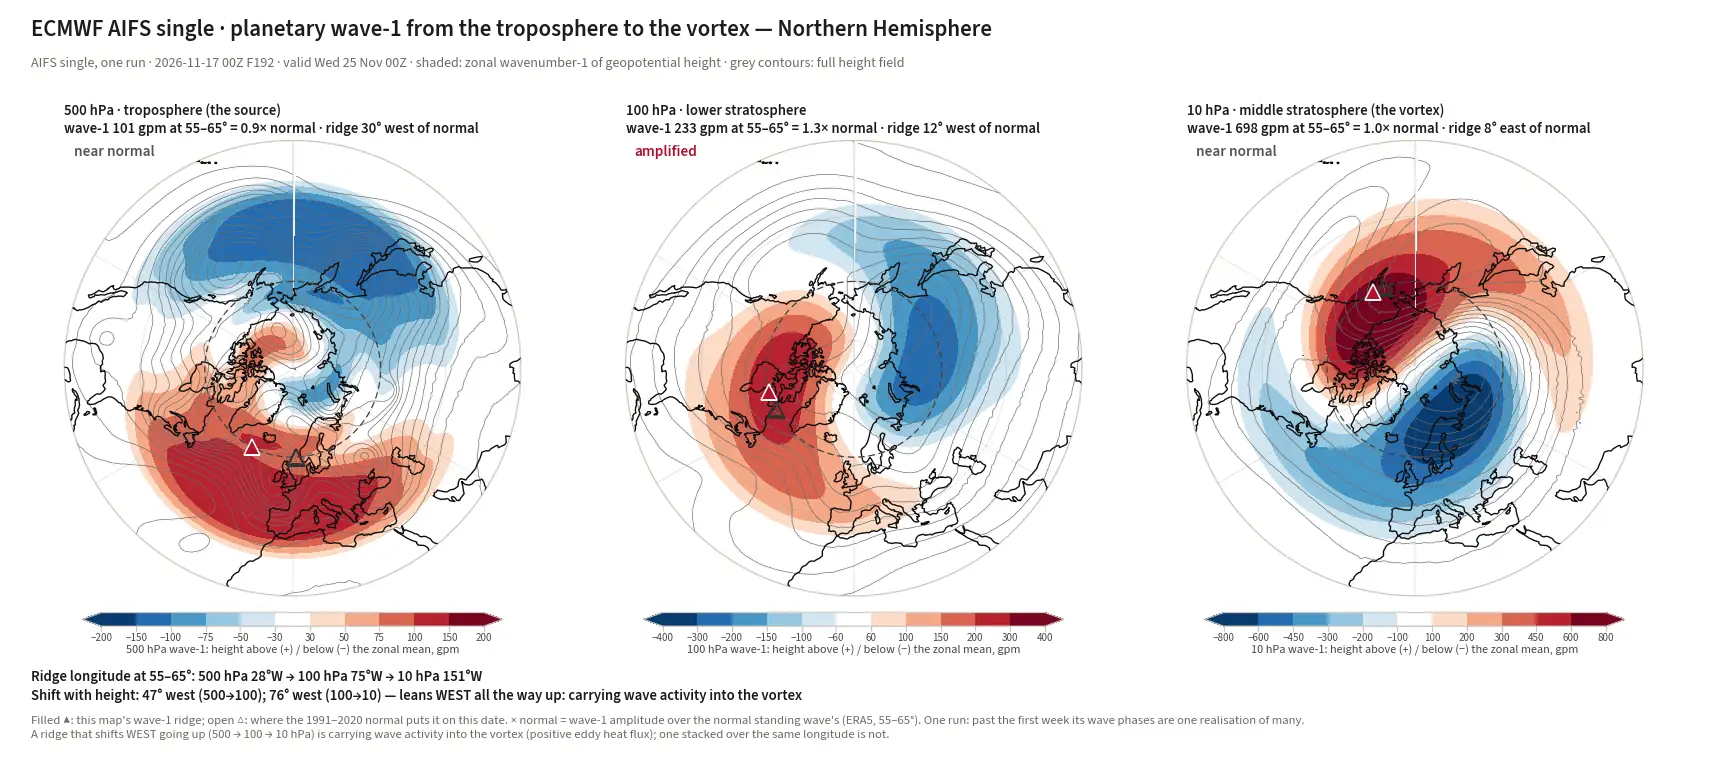 ECMWF AIFS single · planetary wave-1 from the troposphere to the vortex — Northern Hemisphere
AIFS single, one run · 2026-11-17 00Z F192 · valid Wed 25 Nov 00Z · shaded: zonal wavenumber-1 of geopotential height · grey contours: full height field
500 hPa · troposphere (the source)
wave-1 101 gpm at 55–65° = 0.9× normal · ridge 30° west of normal
near normal
100 hPa · lower stratosphere
wave-1 233 gpm at 55–65° = 1.3× normal · ridge 12° west of normal
amplified
10 hPa · middle stratosphere (the vortex)
wave-1 698 gpm at 55–65° = 1.0× normal · ridge 8° east of normal
near normal
−200 −150 −100 −75 −50 −30 30 50 75 100 150 200
500 hPa wave-1: height above (+) / below (−) the zonal mean, gpm
−400 −300 −200 −150 −100 −60 60 100 150 200 300 400
100 hPa wave-1: height above (+) / below (−) the zonal mean, gpm
−800 −600 −450 −300 −200 −100 100 200 300 450 600 800
10 hPa wave-1: height above (+) / below (−) the zonal mean, gpm
Ridge longitude at 55–65°: 500 hPa 28°W → 100 hPa 75°W → 10 hPa 151°W
Shift with height: 47° west (500→100); 76° west (100→10) — leans WEST all the way up: carrying wave activity into the vortex
Filled ▲: this map's wave-1 ridge; open △: where the 1991–2020 normal puts it on this date. × normal = wave-1 amplitude over the normal standing wave's (ERA5, 55–65°). One run: past the first week its wave phases are one realisation of many.
A ridge that shifts WEST going up (500 → 100 → 10 hPa) is carrying wave activity into the vortex (positive eddy heat flux); one stacked over the same longitude is not.